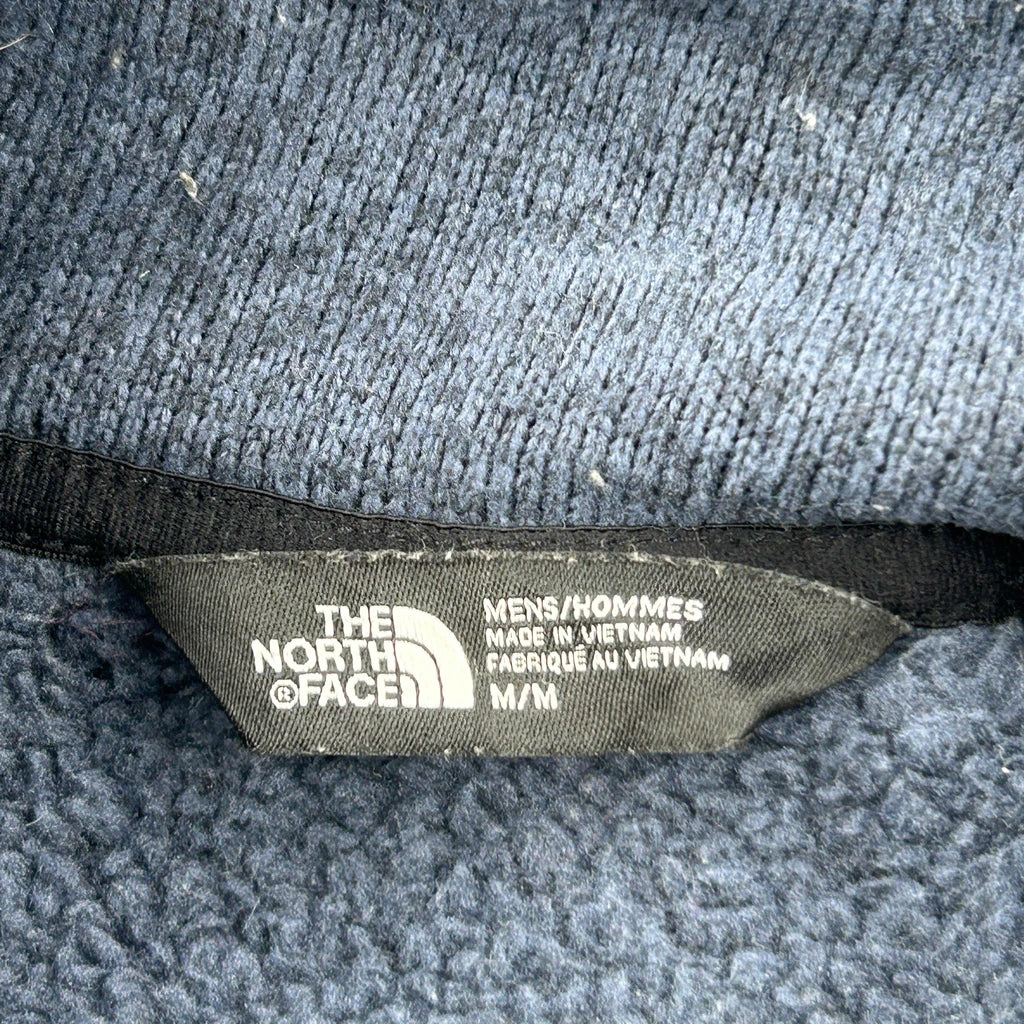 THE
NORTH
®FACE
MENS/HOMMES
MADE IN VIETNAM
FABRIQUÉ AU VIETNAM
M/M